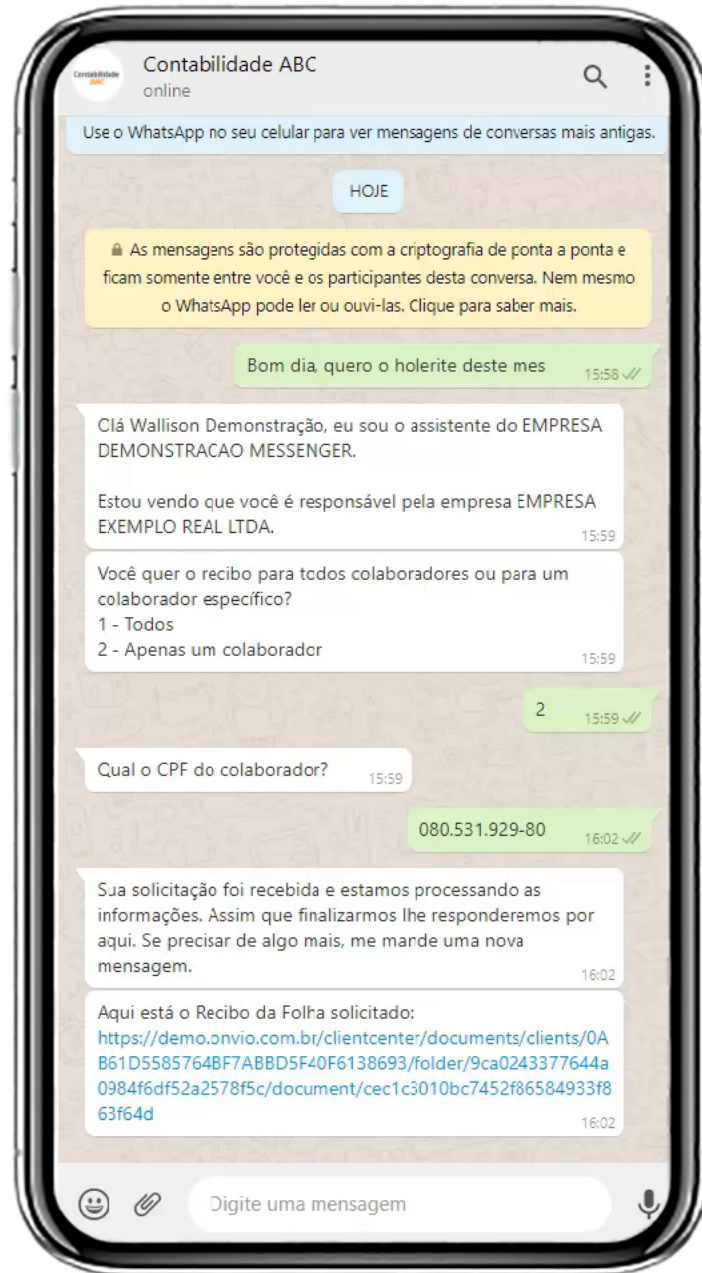 Contabilidade ABC
Contabilidade ABC
online
Use o WhatsApp no seu celular para ver mensagens de conversas mais antigas.
HOJE
As mensagens são protegidas com a criptografia de ponta a ponta e
ficam somente entre você e os participantes desta conversa. Nem mesmo
o WhatsApp pode ler ou ouvi-las. Clique para saber mais.
Bom dia, quero o holerite deste mes 15:58
Olá Wallison Demonstração, eu sou o assistente do EMPRESA
DEMONSTRACAO MESSENGER.
Estou vendo que você é responsável pela empresa EMPRESA
EXEMPLO REAL LTDA.
15:59
Você quer o recibo para todos colaboradores ou para um
colaborador específico?
1 - Todos
2 - Apenas um colaborador
15:59
2 15:59
Qual o CPF do colaborador? 15:59
080.531.929-80 16:02
Sua solicitação foi recebida e estamos processando as
informações. Assim que finalizarmos lhe responderemos por
aqui. Se precisar de algo mais, me mande uma nova
mensagem.
16:02
Aqui está o Recibo da Folha solicitado:
https://demo.onvio.com.br/clientcenter/documents/clients/0A
B61D5585764BF7ABBD5F40F6138693/folder/9ca0243377644a
0984f6df52a2578f5c/document/cec1c3010bc7452f86584933f8
63f64d
16:02
Digite uma mensagem